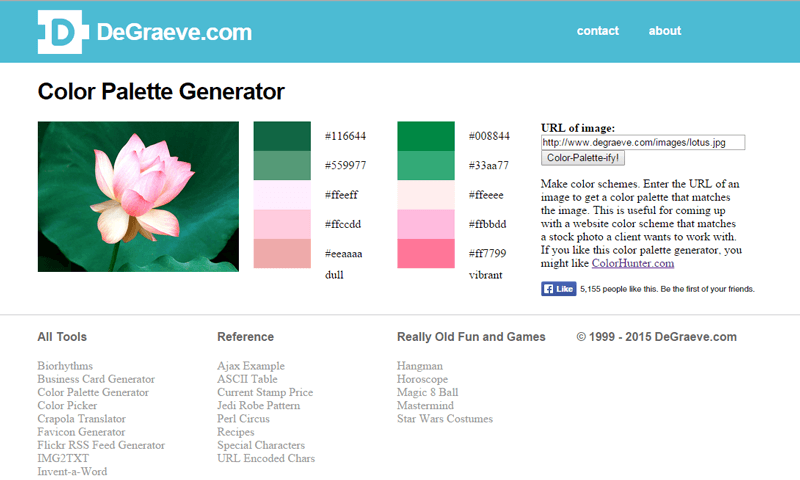 D DeGraeve.com
contact about
Color Palette Generator
#116644
#559977
#ffeeff
#ffccdd
#eeaaaa
dull
#008844
#33aa77
#ffeeee
#ffbbdd
#ff7799
vibrant
URL of image:
http://www.degraeve.com/images/lotus.jpg
Color-Palette-ify!
Make color schemes. Enter the URL of an
image to get a color palette that matches
the image. This is useful for coming up
with a website color scheme that matches
a stock photo a client wants to work with.
If you like this color palette generator, you
might like ColorHunter.com
f Like 5,155 people like this. Be the first of your friends.
All Tools
Biorhythms
Business Card Generator
Color Palette Generator
Color Picker
Crapola Translator
Favicon Generator
Flickr RSS Feed Generator
IMG2TXT
Invent-a-Word
Reference
Ajax Example
ASCII Table
Current Stamp Price
Jedi Robe Pattern
Perl Circus
Recipes
Special Characters
URL Encoded Chars
Really Old Fun and Games
Hangman
Horoscope
Magic 8 Ball
Mastermind
Star Wars Costumes
© 1999 - 2015 DeGraeve.com